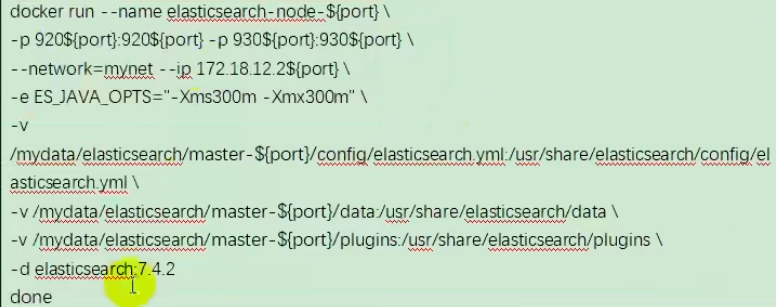 docker run --name elasticsearch-node-${port} \
-p 920${port}:920${port} -p 930${port}:930${port} \
--network=mynet --ip 172.18.12.2${port} \
-e ES_JAVA_OPTS="-Xms300m -Xmx300m" \
-v
/mydata/elasticsearch/master-${port}/config/elasticsearch.yml:/usr/share/elasticsearch/config/el
asticsearch.yml \
-v /mydata/elasticsearch/master-${port}/data:/usr/share/elasticsearch/data \
-v /mydata/elasticsearch/master-${port}/plugins:/usr/share/elasticsearch/plugins \
-d elasticsearch:7.4.2
done